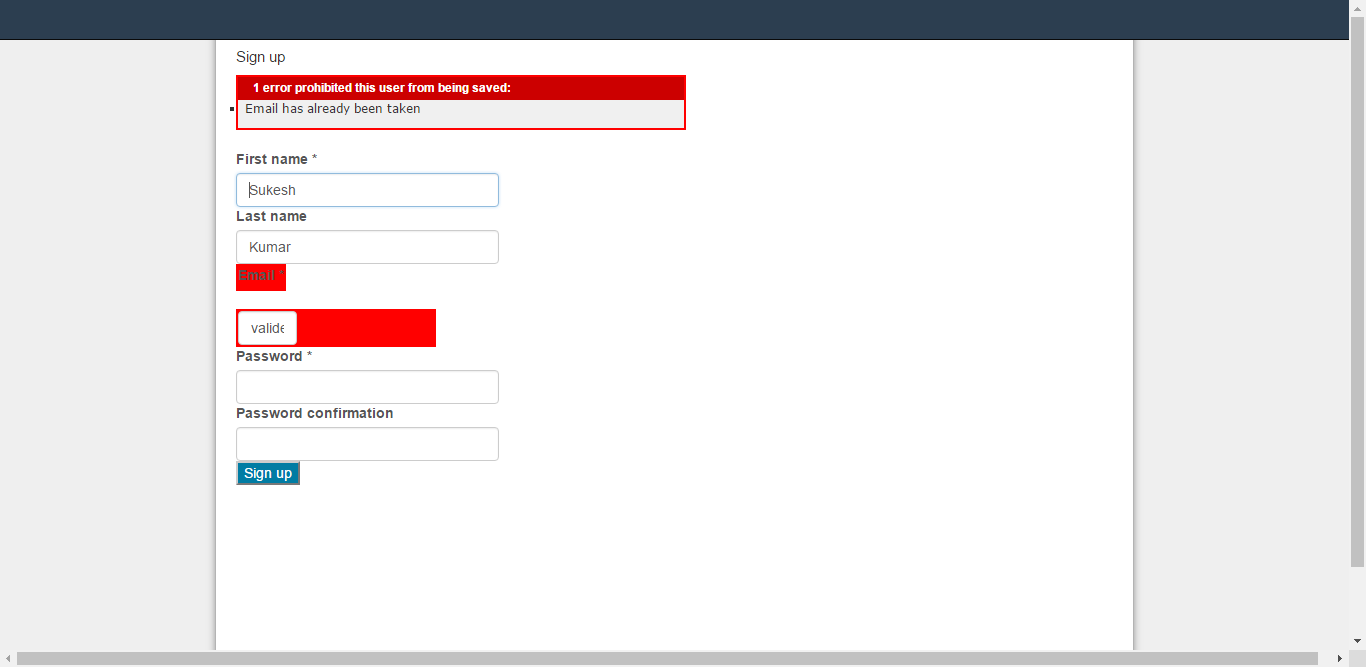 Sign up
1 error prohibited this user from being saved:
Email has already been taken
First name *
Sukesh
Last name
Kumar
Email *
valide
Password *
Password confirmation
Sign up